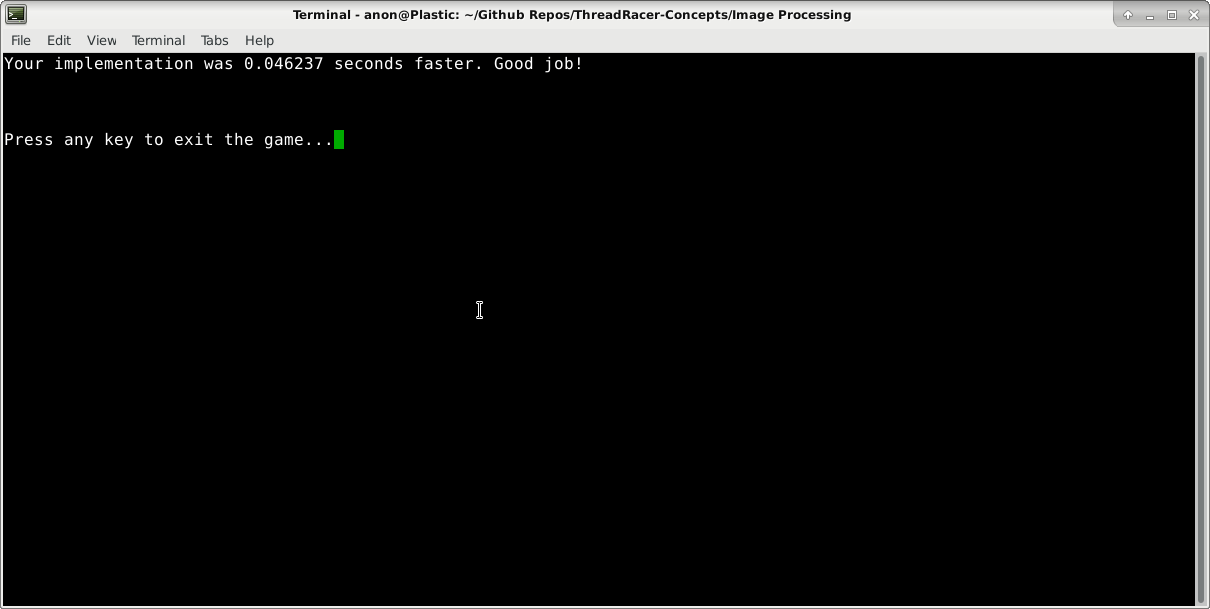 Terminal - anon@Plastic: ~/Github Repos/ThreadRacer-Concepts/Image Processing
File Edit View Terminal Tabs Help
Your implementation was 0.046237 seconds faster. Good job!
Press any key to exit the game...